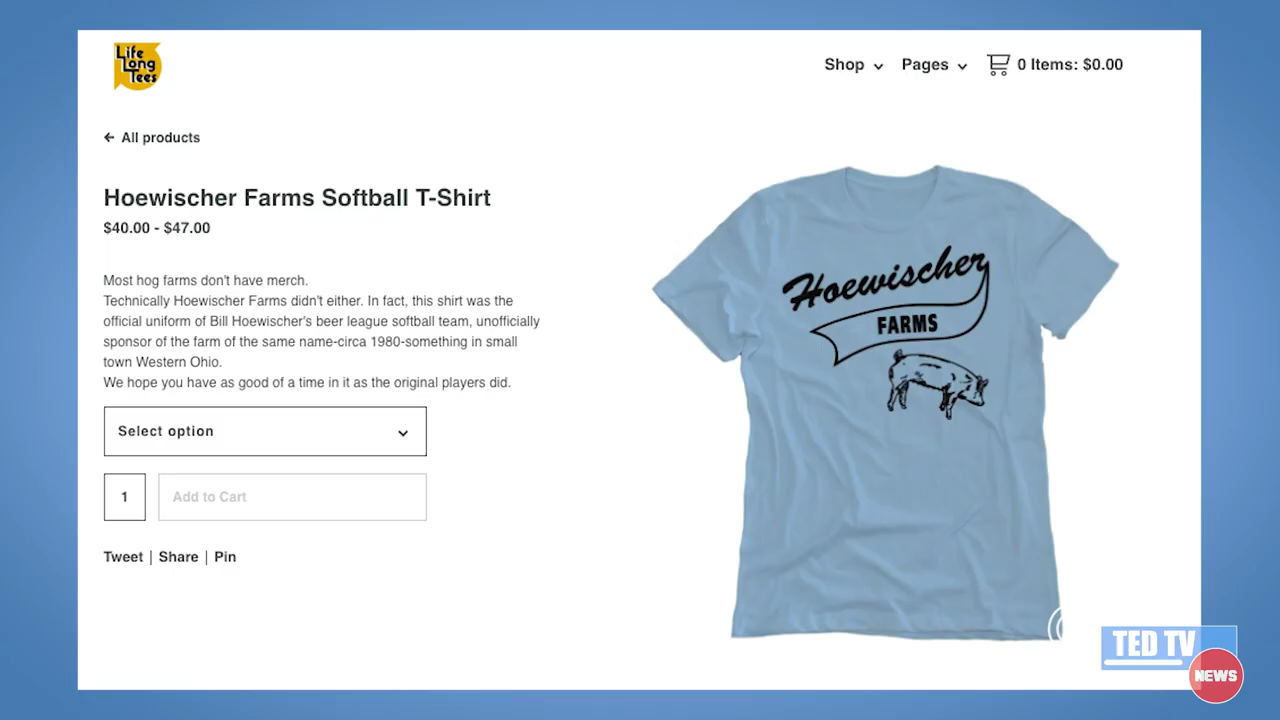 Life
Long
Tees
Shop
Pages
0 Items: $0.00
← All products
Hoewischer Farms Softball T-Shirt
$40.00 - $47.00
Most hog farms don't have merch.
Technically Hoewischer Farms didn't either. In fact, this shirt was the
official uniform of Bill Hoewischer's beer league softball team, unofficially
sponsor of the farm of the same name-circa 1980-something in small
town Western Ohio.
We hope you have as good of a time in it as the original players did.
Select option
1
Add to Cart
Tweet | Share | Pin
Hoewischer
FARMS
TED TV
NEWS